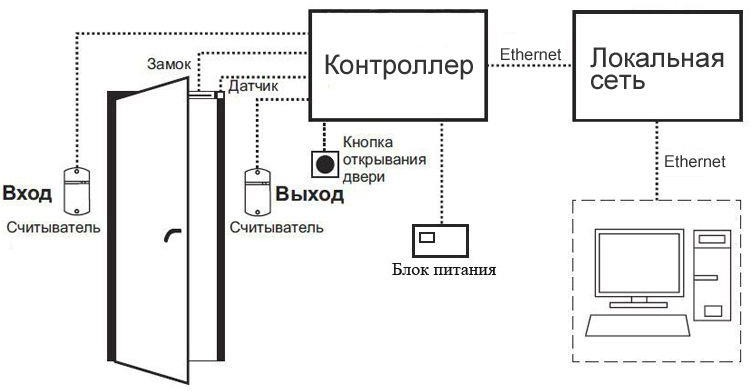 Контроллер
Ethernet
Локальная
сеть
Замок
Датчик
Кнопка
открывания
двери
Ethernet
Вход
Считыватель
Выход
Считыватель
Блок питания